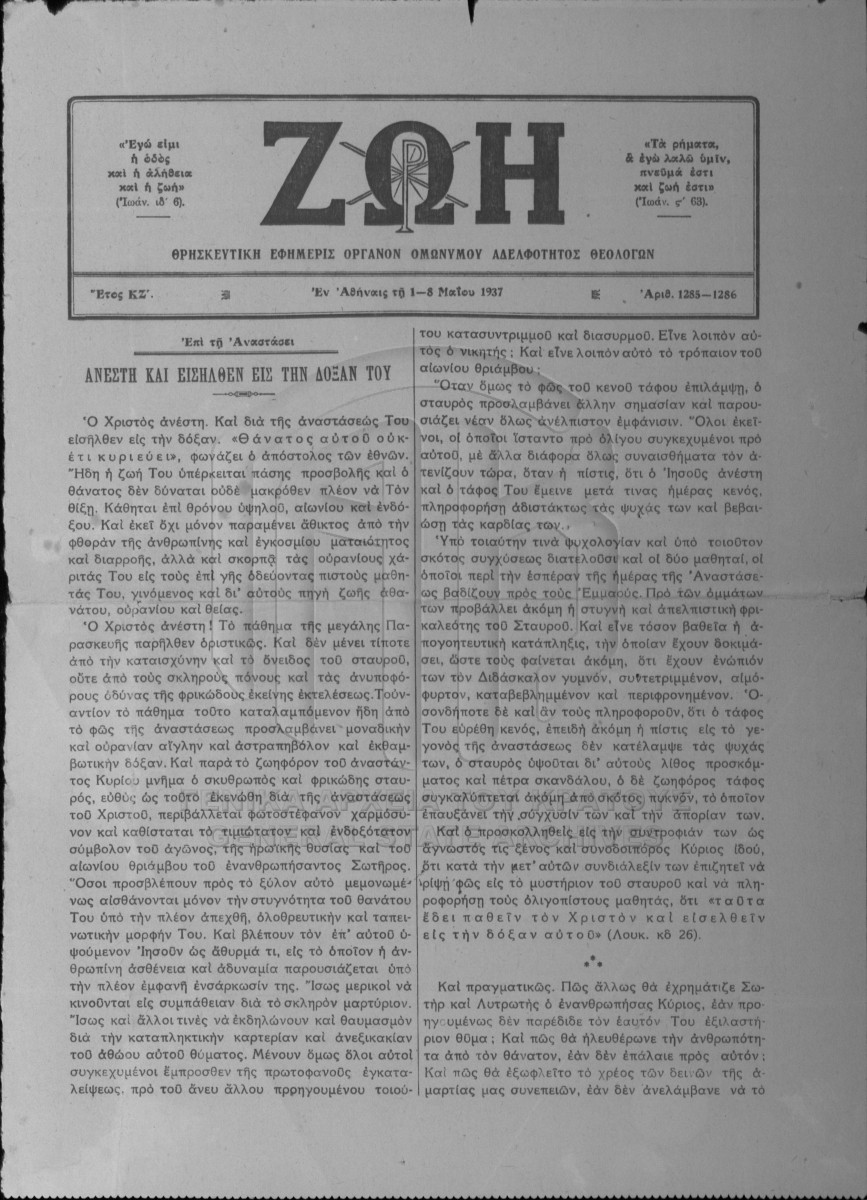 «Ἐγώ εἰμι
ἡ ὁδὸς
καὶ ἡ ἀλήθεια
καὶ ἡ ζωή»
(Ἰωάν. ιδ΄ 6).
ΖΩΗ
«Τὰ ρήματα,
ἃ ἐγὼ λαλῶ ὑμῖν,
πνεῦμά ἐστι
καὶ ζωή ἐστι»
(Ἰωάν. ϛ΄ 63).
ΘΡΗΣΚΕΥΤΙΚΗ ΕΦΗΜΕΡΙΣ ΟΡΓΑΝΟΝ ΟΜΩΝΥΜΟΥ ΑΔΕΛΦΟΤΗΤΟΣ ΘΕΟΛΟΓΩΝ
Ἔτος ΚΖ΄.
Ἐν Ἀθήναις τῇ 1–8 Μαΐου 1937
Ἀριθ. 1285–1286
Ἐπὶ τῇ Ἀναστάσει
ΑΝΕΣΤΗ ΚΑΙ ΕΙΣΗΛΘΕΝ ΕΙΣ ΤΗΝ ΔΟΞΑΝ ΤΟΥ
Ὁ Χριστὸς ἀνέστη. Καὶ διὰ τῆς ἀναστάσεώς Του
εἰσῆλθεν εἰς τὴν δόξαν. «Θάνατος αὐτοῦ οὐκ-
έτι κυριεύει», φωνάζει ὁ ἀπόστολος τῶν ἐθνῶν.
Ἤδη ἡ ζωή Του ὑπέρκειται πάσης προσβολῆς καὶ ὁ
θάνατος δὲν δύναται οὐδὲ μακρόθεν πλέον νὰ Τὸν
θίξῃ. Κάθηται ἐπὶ θρόνου ὑψηλοῦ, αἰωνίου καὶ ἐνδό-
ξου. Καὶ ἐκεῖ ὄχι μόνον παραμένει ἄθικτος ἀπὸ τὴν
φθορὰν τῆς ἀνθρωπίνης καὶ ἐγκοσμίου ματαιότητος
καὶ διαρροῆς, ἀλλὰ καὶ σκορπᾷ τὰς οὐρανίους χά-
ριτάς Του εἰς τοὺς ἐπὶ γῆς ὁδεύοντας πιστοὺς μαθη-
τάς Του, γινόμενος καὶ δι’ αὐτοὺς πηγὴ ζωῆς ἀθα-
νάτου, οὐρανίου καὶ θείας.
Ὁ Χριστὸς ἀνέστη! Τὸ πάθημα τῆς μεγάλης Πα-
ρασκευῆς παρῆλθεν ὁριστικῶς. Καὶ δὲν μένει τίποτε
ἀπὸ τὴν καταισχύνην καὶ τὸ ὄνειδος τοῦ σταυροῦ,
οὔτε ἀπὸ τοὺς σκληροὺς πόνους καὶ τὰς ἀνυποφό-
ρους ὀδύνας τῆς φρικώδους ἐκείνης ἐκτελέσεως. Τοὐν-
αντίον τὸ πάθημα τοῦτο καταλαμπόμενον ἤδη ἀπὸ
τὸ φῶς τῆς ἀναστάσεως προσλαμβάνει μοναδικὴν
καὶ οὐρανίαν αἴγλην καὶ ἀστραπηβόλον καὶ ἐκθαμ-
βωτικὴν δόξαν. Καὶ παρὰ τὸ ζωηφόρον τοῦ ἀναστάν-
τος Κυρίου μνῆμα ὁ σκυθρωπὸς καὶ φρικώδης σταυ-
ρός, εὐθὺς ὡς τοῦτο ἐκενώθη διὰ τῆς ἀναστάσεως
τοῦ Χριστοῦ, περιβάλλεται φωτοστέφανον χαρμόσυ-
νον καὶ καθίσταται τὸ τιμιώτατον καὶ ἐνδοξότατον
σύμβολον τοῦ ἀγῶνος, τῆς ἡρωϊκῆς θυσίας καὶ τοῦ
αἰωνίου θριάμβου τοῦ ἐνανθρωπήσαντος Σωτῆρος.
Ὅσοι προσβλέπουν πρὸς τὸ ξύλον αὐτὸ μεμονωμέ-
νως αἰσθάνονται μόνον τὴν στυγνότητα τοῦ θανάτου
Του ὑπὸ τὴν πλέον ἀπεχθῆ, ὀλοθρευτικὴν καὶ ταπει-
νωτικὴν μορφήν Του. Καὶ βλέπουν τὸν ἐπ’ αὐτοῦ ὑ-
ψούμενον Ἰησοῦν ὡς ἄθυρμά τι, εἰς τὸ ὁποῖον ἡ ἀν-
θρωπίνη ἀσθένεια καὶ ἀδυναμία παρουσιάζεται ὑπὸ
τὴν πλέον ἐμφανῆ ἐνσάρκωσίν της. Ἴσως μερικοὶ νὰ
κινοῦνται εἰς συμπάθειαν διὰ τὸ σκληρὸν μαρτύριον.
Ἴσως καὶ ἄλλοι τινὲς νὰ ἐκδηλώνουν καὶ θαυμασμὸν
διὰ τὴν καταπληκτικὴν καρτερίαν καὶ ἀνεξικακίαν
τοῦ ἀθώου αὐτοῦ θύματος. Μένουν ὅμως ὅλοι αὐτοὶ
συγκεχυμένοι ἔμπροσθεν τῆς πρωτοφανοῦς ἐγκατα-
λείψεως, πρὸ τοῦ ἄνευ ἄλλου προηγουμένου τοιού-
του κατασυντριμμοῦ καὶ διασυρμοῦ. Εἶνε λοιπὸν αὐ-
τὸς ὁ νικητής; Καὶ εἶνε λοιπὸν αὐτὸ τὸ τρόπαιον τοῦ
αἰωνίου θριάμβου;
Ὅταν ὅμως τὸ φῶς τοῦ κενοῦ τάφου ἐπιλάμψῃ, ὁ
σταυρὸς προσλαμβάνει ἄλλην σημασίαν καὶ παρου-
σιάζει νέαν ὅλως ἀνέλπιστον ἐμφάνισιν. Ὅλοι ἐκεῖ-
νοι, οἱ ὁποῖοι ἵσταντο πρὸ ὀλίγου συγκεχυμένοι πρὸ
αὐτοῦ, μὲ ἄλλα διάφορα ὅλως συναισθήματα τὸν ἀ-
τενίζουν τώρα, ὅταν ἡ πίστις, ὅτι ὁ Ἰησοῦς ἀνέστη
καὶ ὁ τάφος Του ἔμεινε μετά τινας ἡμέρας κενός,
πληροφορήσῃ ἀδιστάκτως τὰς ψυχάς των καὶ βεβαι-
ώσῃ τὰς καρδίας των.
Ὑπὸ τοιαύτην τινὰ ψυχολογίαν καὶ ὑπὸ τοιοῦτον
σκότος συγχύσεως διατελοῦσι καὶ οἱ δύο μαθηταί, οἱ
ὁποῖοι περὶ τὴν ἑσπέραν τῆς ἡμέρας τῆς Ἀναστάσε-
ως βαδίζουν πρὸς τοὺς Ἐμμαούς. Πρὸ τῶν ὀμμάτων
των προβάλλει ἀκόμη ἡ στυγνὴ καὶ ἀπελπιστικὴ φρι-
καλεότης τοῦ Σταυροῦ. Καὶ εἶνε τόσον βαθεῖα ἡ ἀ-
πογοητευτικὴ κατάπληξις, τὴν ὁποίαν ἔχουν δοκιμά-
σει, ὥστε τοὺς φαίνεται ἀκόμη, ὅτι ἔχουν ἐνώπιόν
των τὸν Διδάσκαλον γυμνόν, συντετριμμένον, αἱμό-
φυρτον, καταβεβλημμένον καὶ περιφρονημένον. Ὁ-
σονδήποτε δὲ καὶ ἂν τοὺς πληροφοροῦν, ὅτι ὁ τάφος
Του εὑρέθη κενός, ἐπειδὴ ἀκόμη ἡ πίστις εἰς τὸ γε-
γονὸς τῆς ἀναστάσεως δὲν κατέλαμψε τὰς ψυχάς
των, ὁ σταυρὸς ὑψοῦται δι’ αὐτοὺς λίθος προσκόμ-
ματος καὶ πέτρα σκανδάλου, ὁ δὲ ζωηφόρος τάφος
συγκαλύπτεται ἀκόμη ἀπὸ σκότος πυκνόν, τὸ ὁποῖον
ἐπαυξάνει τὴν σύγχυσίν των καὶ τὴν ἀπορίαν των.
Καὶ ὁ προσκολληθεὶς εἰς τὴν συντροφιάν των ὡς
ἄγνωστός τις ξένος καὶ συνοδοιπόρος Κύριος ἰδού,
ὅτι κατὰ τὴν μετ’ αὐτῶν συνδιάλεξίν των ἐπιζητεῖ νὰ
ρίψῃ φῶς εἰς τὸ μυστήριον τοῦ σταυροῦ καὶ νὰ πλη-
ροφορήσῃ τοὺς ὀλιγοπίστους μαθητάς, ὅτι «ταῦτα
ἔδει παθεῖν τὸν Χριστὸν καὶ εἰσελθεῖν
εἰς τὴν δόξαν αὐτοῦ» (Λουκ. κδ 26).
Καὶ πραγματικῶς. Πῶς ἄλλως θὰ ἐχρημάτιζε Σω-
τὴρ καὶ Λυτρωτὴς ὁ ἐνανθρωπήσας Κύριος, ἐὰν προ-
ηγουμένως δὲν παρέδιδε τὸν ἑαυτόν Του ἐξιλαστή-
ριον θῦμα; Καὶ πῶς θὰ ἠλευθέρωνε τὴν ἀνθρωπότη-
τα ἀπὸ τὸν θάνατον, ἐὰν δὲν ἐπάλαιε πρὸς αὐτόν;
Καὶ πῶς θὰ ἐξωφλεῖτο τὸ χρέος τῶν δεινῶν τῆς ἁ-
μαρτίας μας συνεπειῶν, ἐὰν δὲν ἀνελάμβανε νὰ τὸ